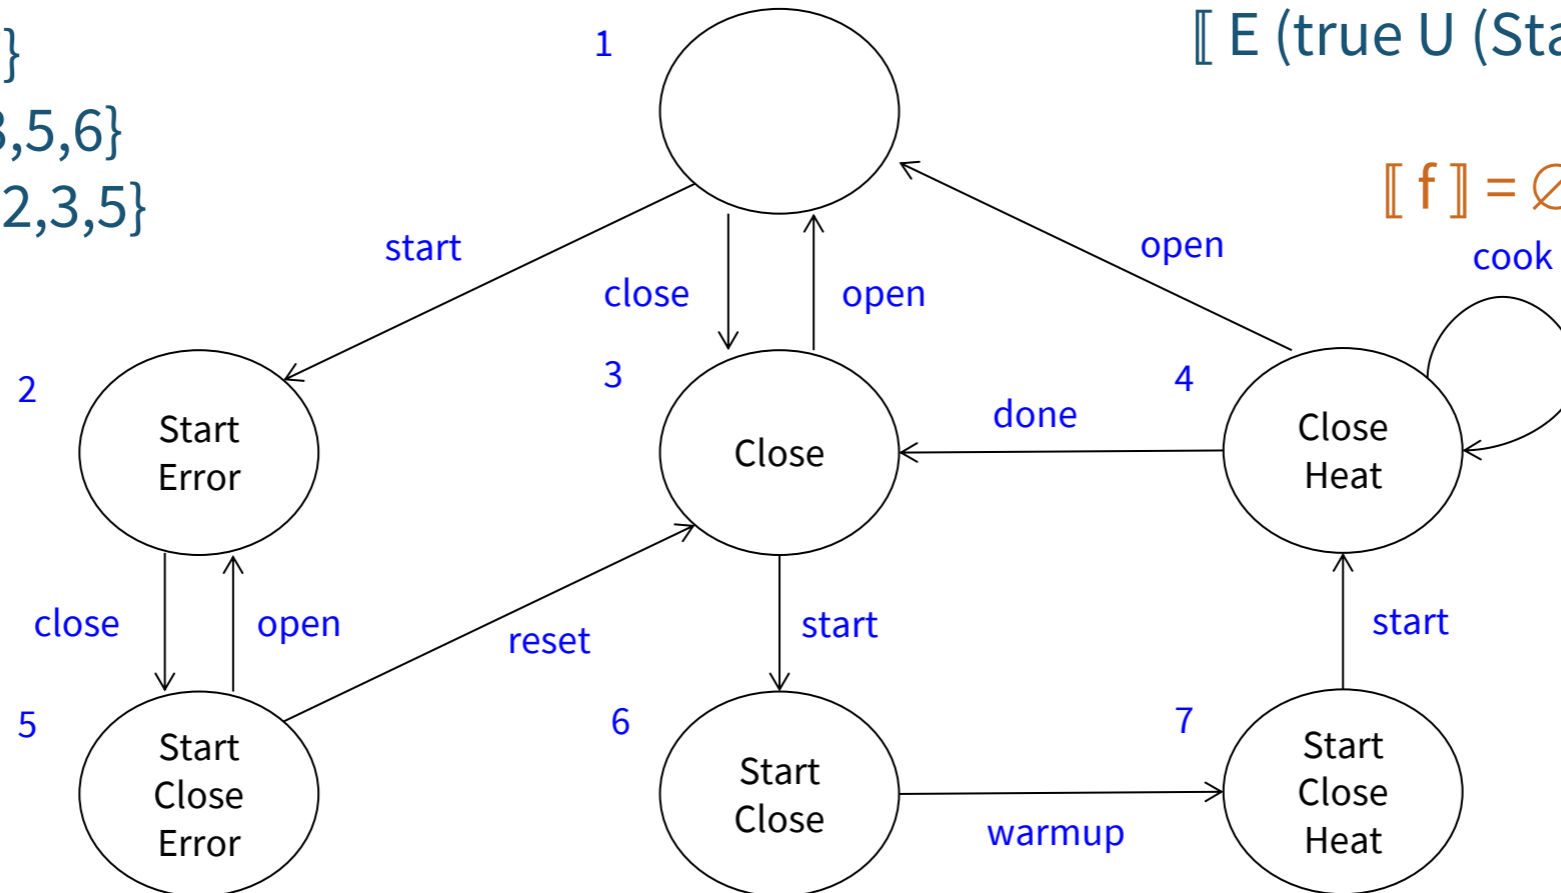 }
3,5,6}
2,3,5}
⟦ E (true U (Sta
⟦ f ⟧ = ∅
1
start
close
open
open
cook
2
Start
Error
3
Close
done
4
Close
Heat
close
open
reset
start
start
5
Start
Close
Error
6
Start
Close
warmup
7
Start
Close
Heat